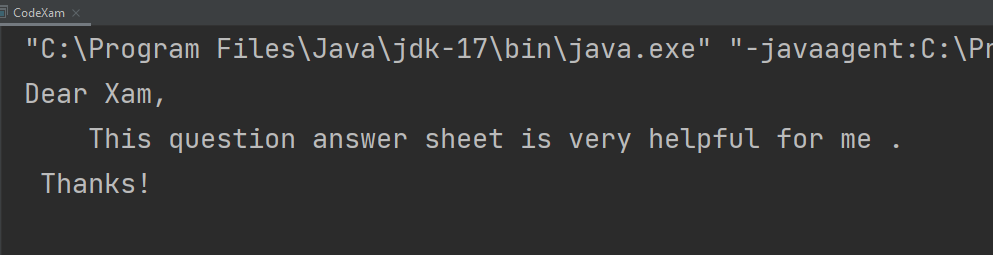 CodeXam
"C:\Program Files\Java\jdk-17\bin\java.exe" "-javaagent:C:\Pr
Dear Xam,
    This question answer sheet is very helpful for me .
 Thanks!